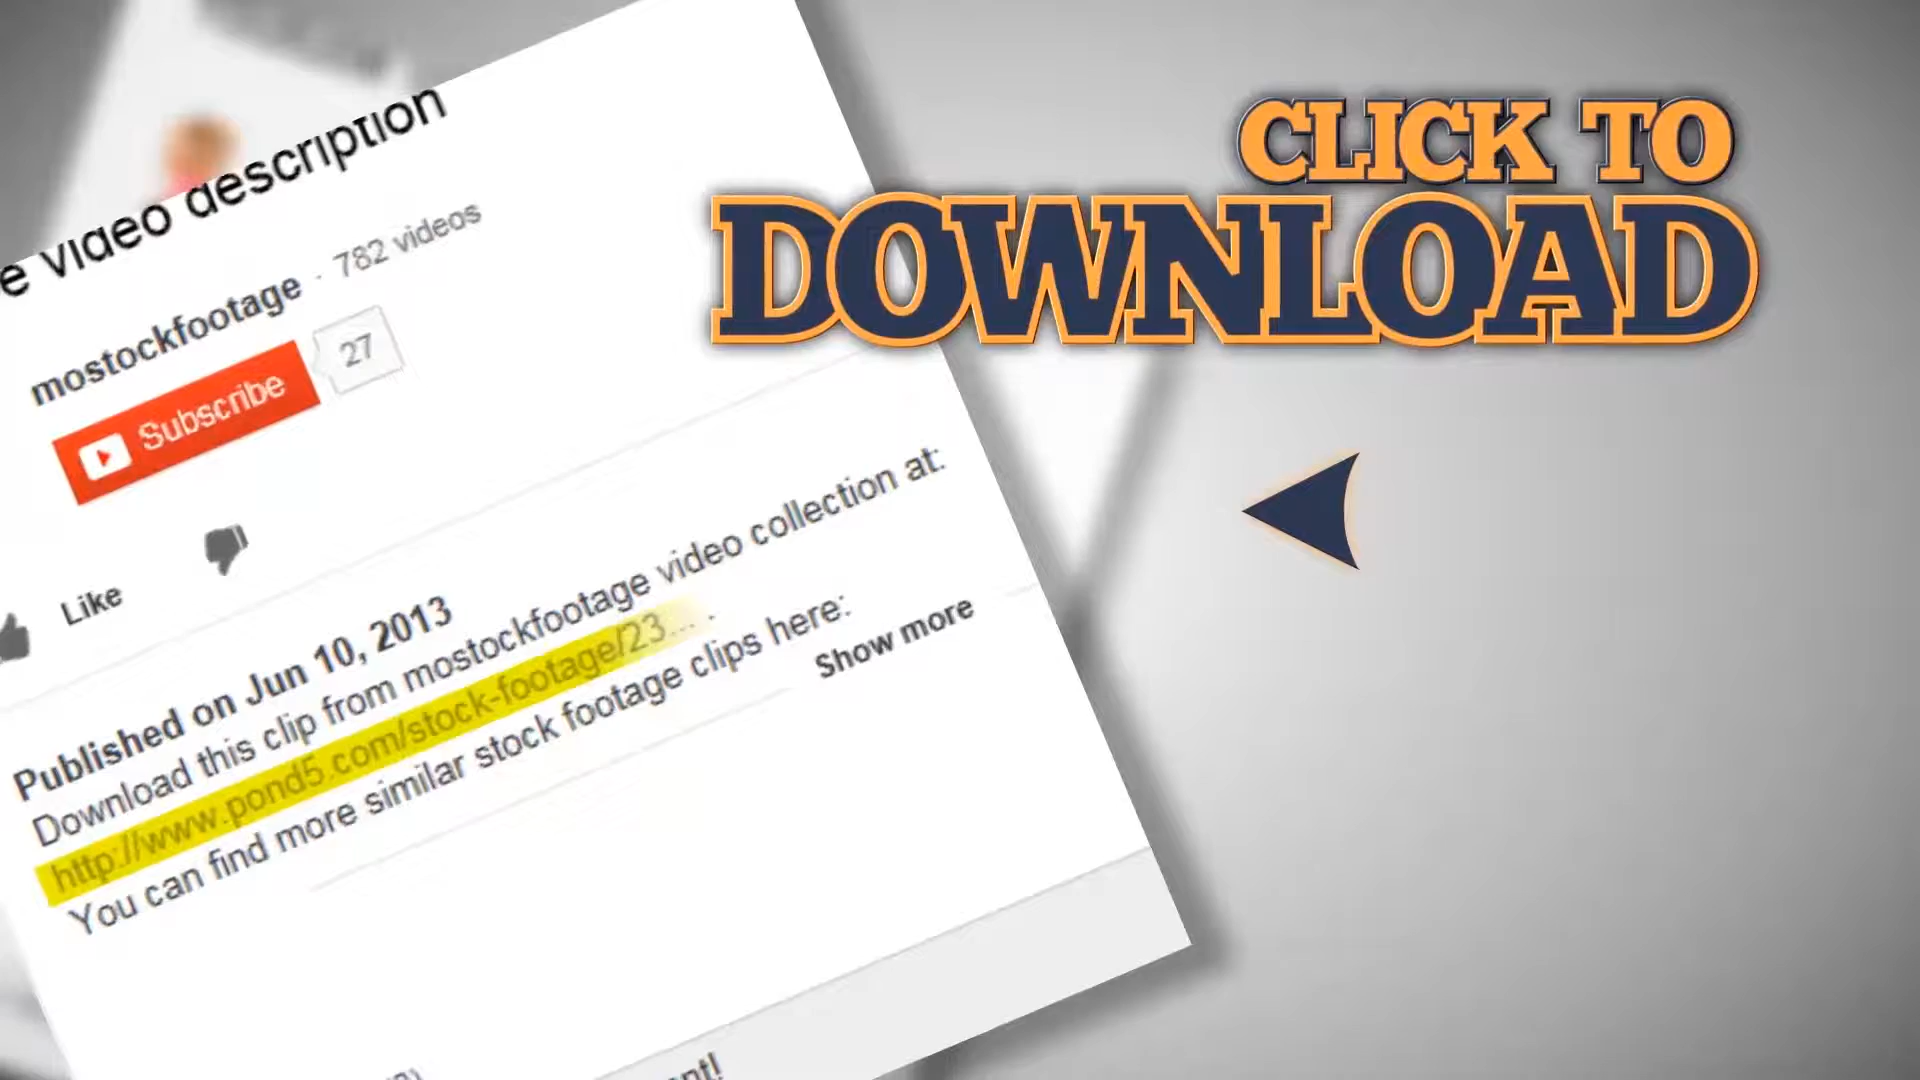 CLICK TO
DOWNLOAD
e video description
mostockfootage · 782 videos
Subscribe 27
Like
Published on Jun 10, 2013
Download this clip from mostockfootage video collection at:
http://www.pond5.com/stock-footage/23... .
You can find more similar stock footage clips here:
Show more